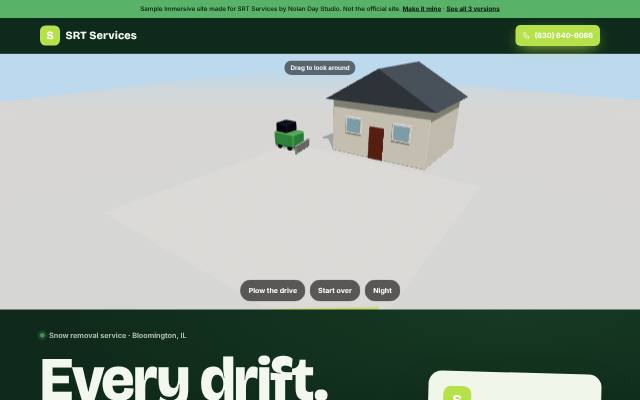 Sample Immersive site made for SRT Services by Nolan Day Studio. Not the official site. Make it mine · See all 3 versions
S SRT Services
(630) 640-6086
Drag to look around
Plow the drive Start over Night
Snow removal service · Bloomington, IL
Every drift.
S